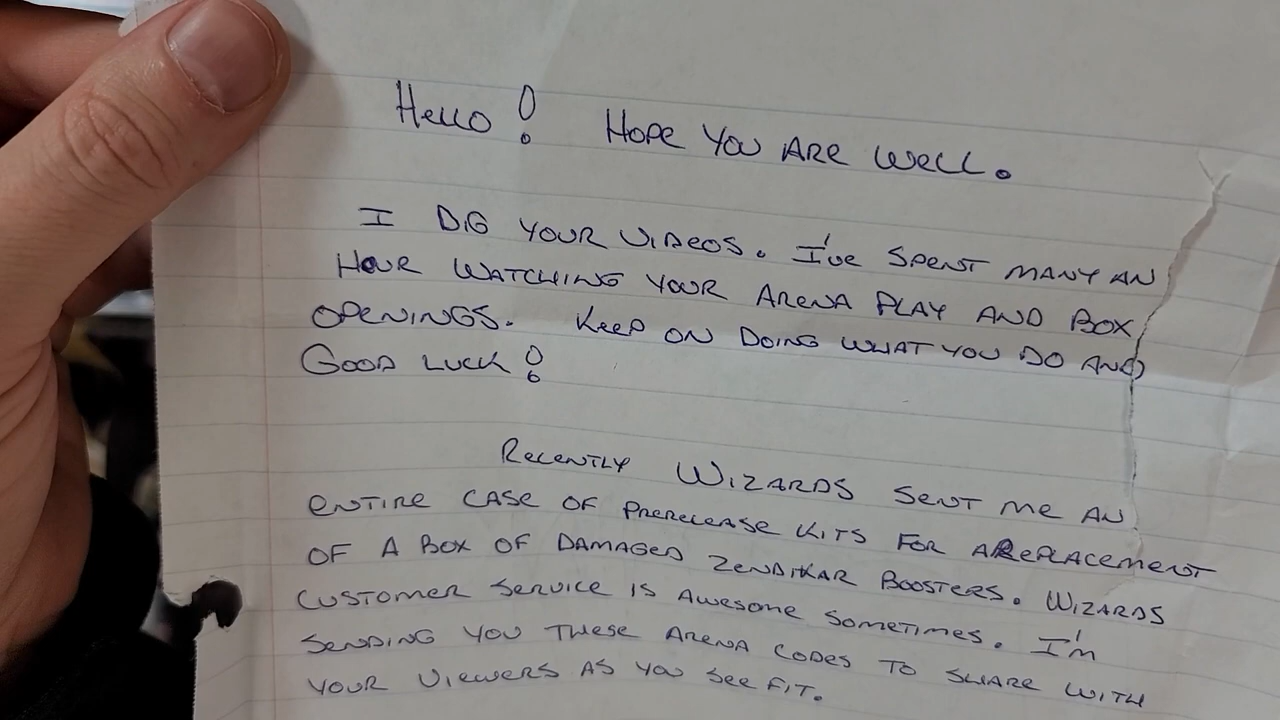 Hello! Hope you are well.
I dig your videos. I've spent many an
hour watching your Arena play and box
openings. Keep on doing what you do and
Good luck!
Recently Wizards sent me an
entire case of prerelease kits for a replacement
of a box of damaged Zendikar boosters. Wizards
customer service is awesome sometimes. I'm
sending you these Arena codes to share with
your viewers as you see fit.